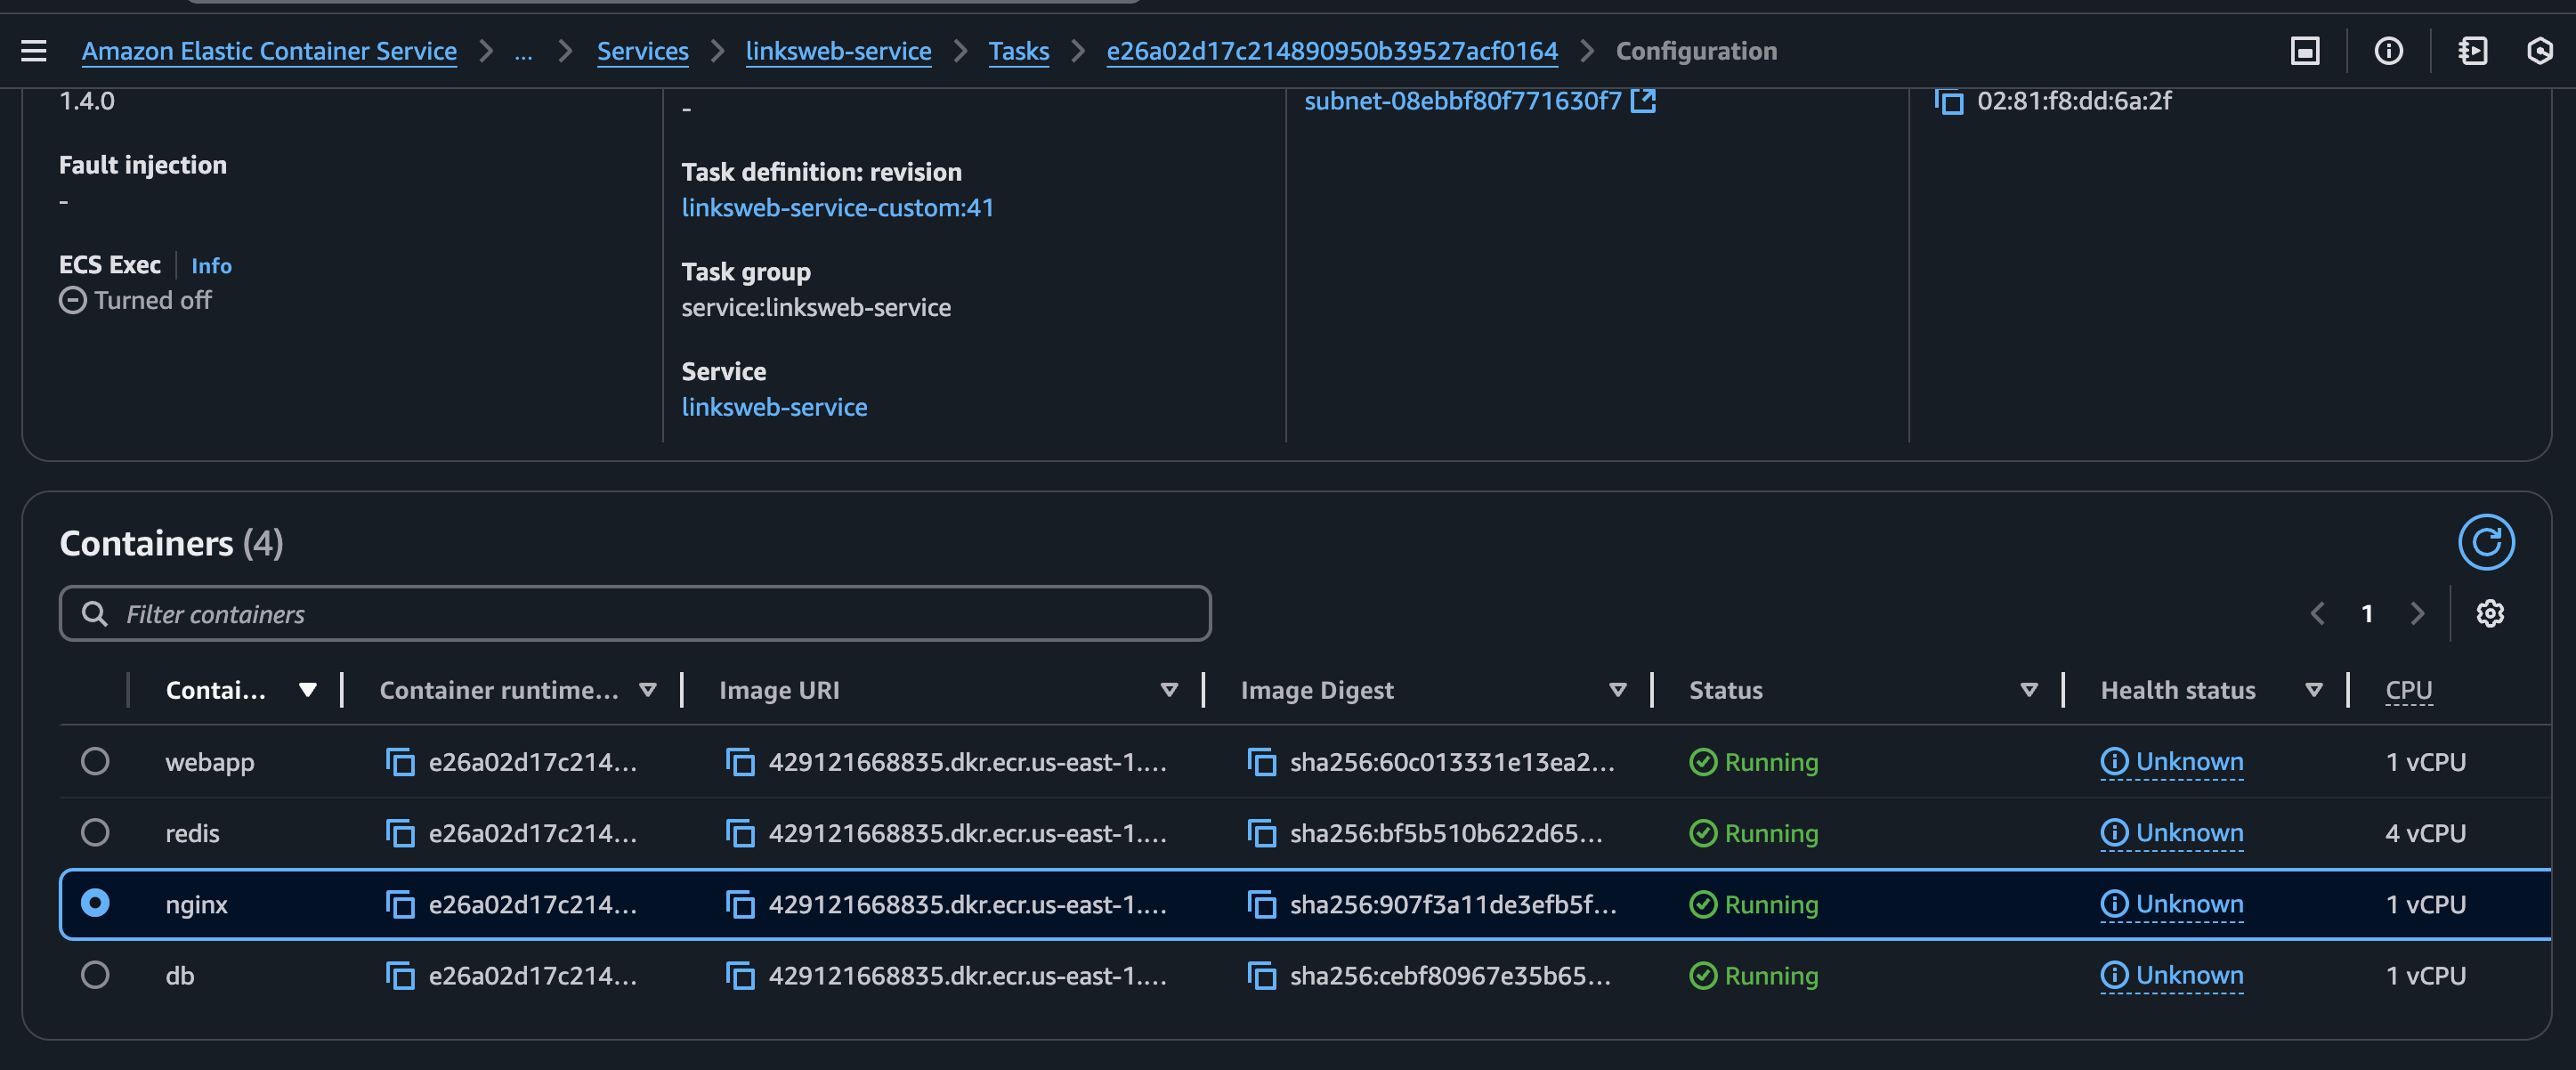 Amazon Elastic Container Service > ... > Services > linksweb-service > Tasks > e26a02d17c214890950b39527acf0164 > Configuration
1.4.0
Fault injection
-
ECS Exec Info
Turned off
-
Task definition: revision
linksweb-service-custom:41
Task group
service:linksweb-service
Service
linksweb-service
subnet-08ebbf80f771630f7
02:81:f8:dd:6a:2f
Containers (4)
Filter containers
1
Contai... Container runtime... Image URI Image Digest Status Health status CPU
webapp e26a02d17c214... 429121668835.dkr.ecr.us-east-1.... sha256:60c013331e13ea2... Running Unknown 1 vCPU
redis e26a02d17c214... 429121668835.dkr.ecr.us-east-1.... sha256:bf5b510b622d65... Running Unknown 4 vCPU
nginx e26a02d17c214... 429121668835.dkr.ecr.us-east-1.... sha256:907f3a11de3efb5f... Running Unknown 1 vCPU
db e26a02d17c214... 429121668835.dkr.ecr.us-east-1.... sha256:cebf80967e35b65... Running Unknown 1 vCPU